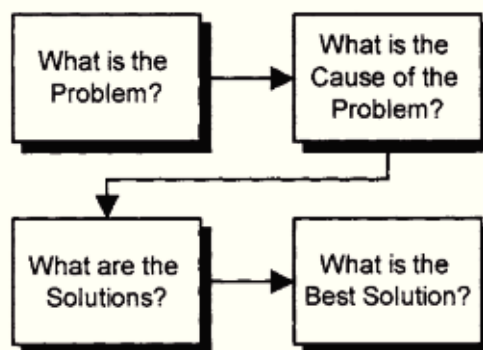 What is the
Problem?
What is the
Cause of the
Problem?
What are the
Solutions?
What is the
Best Solution?